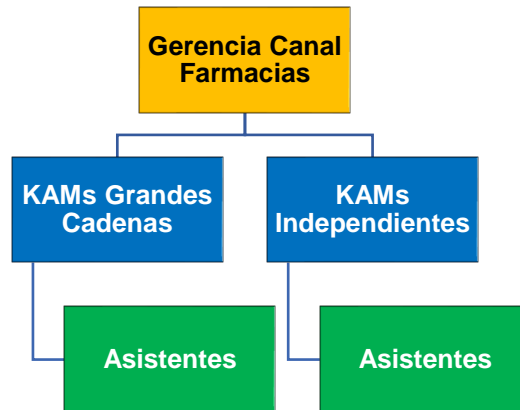 Gerencia Canal
Farmacias
KAMs Grandes
Cadenas
KAMs
Independientes
Asistentes
Asistentes